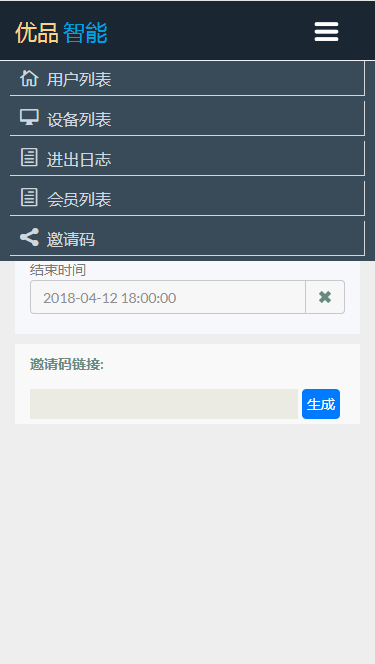 优品 智能
用户列表
设备列表
进出日志
会员列表
邀请码
结束时间
2018-04-12 18:00:00
邀请码链接:
生成